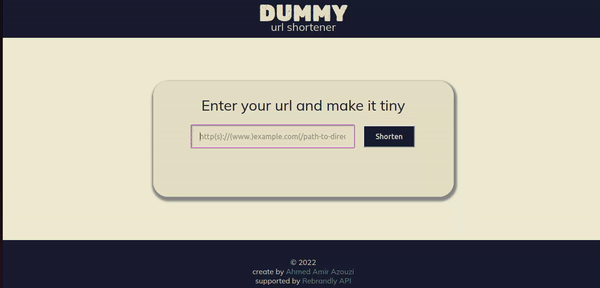 DUMMY
url shortener
Enter your url and make it tiny
http(s)://(www.)example.com(/path-to-direc
Shorten
© 2022
create by Ahmed Amir Azouzi
supported by Rebrandly API